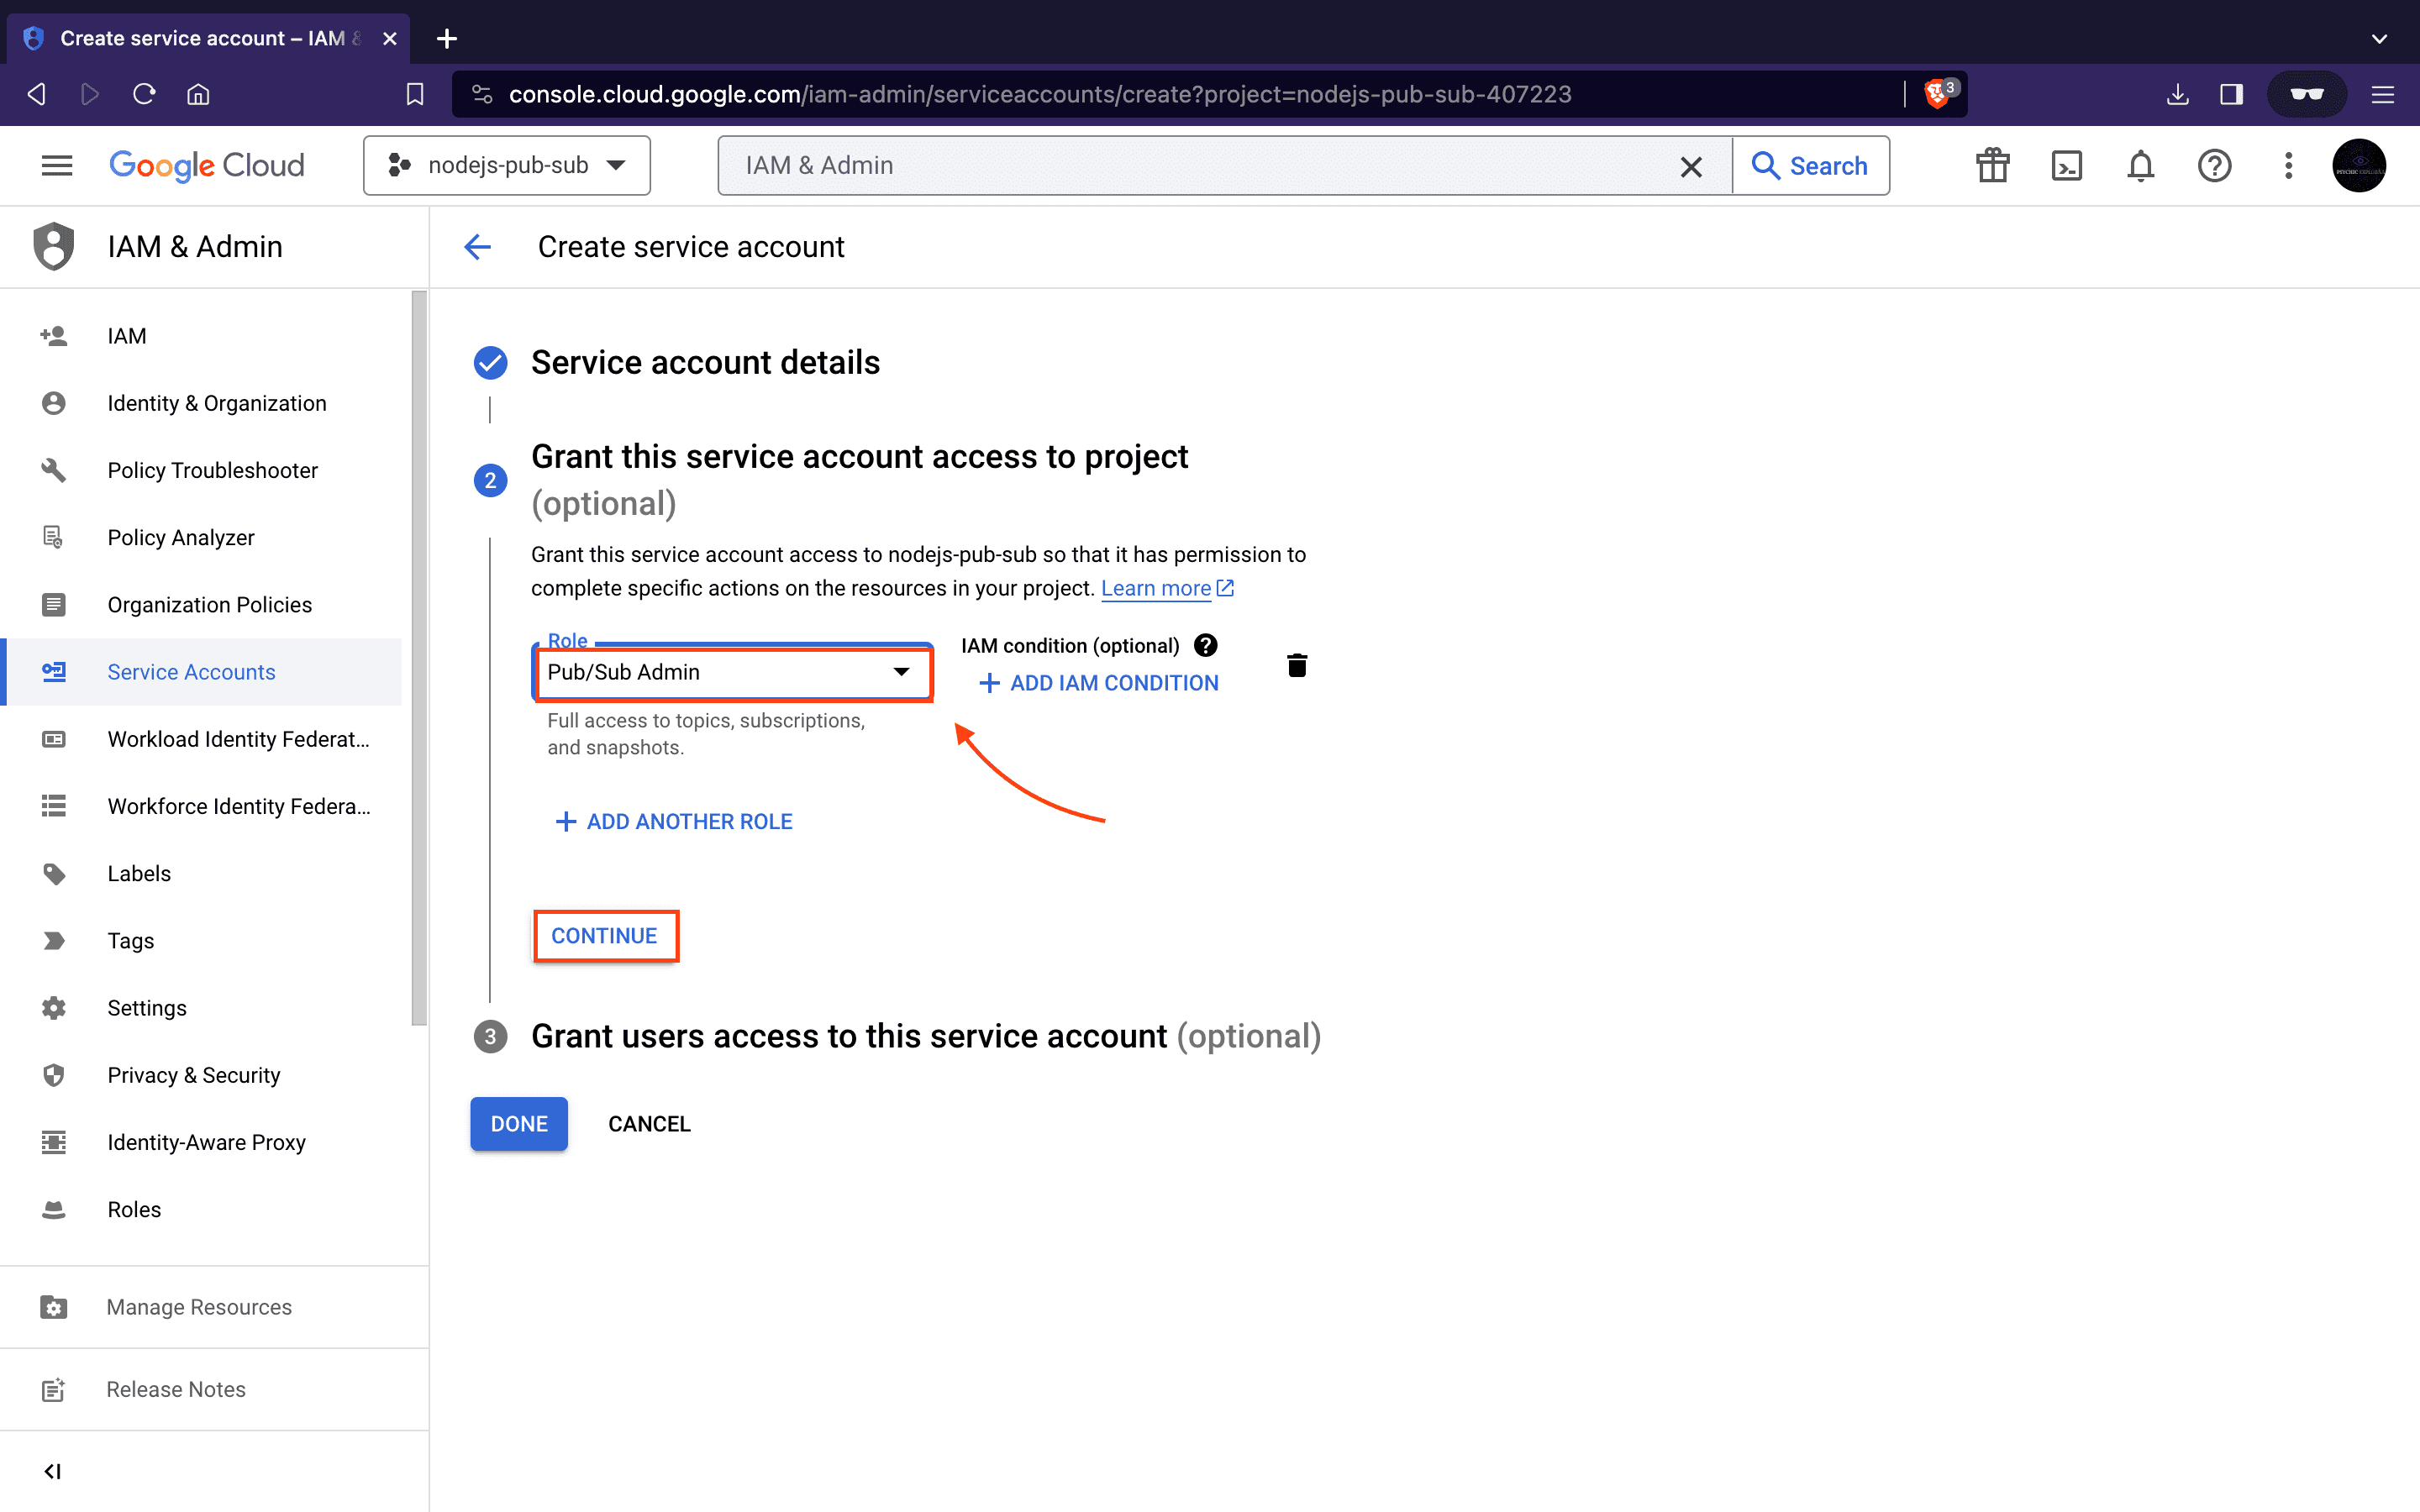 Create service account – IAM &
console.cloud.google.com/iam-admin/serviceaccounts/create?project=nodejs-pub-sub-407223
3
Google Cloud
nodejs-pub-sub
IAM & Admin
Search
IAM & Admin
Create service account
IAM
Identity & Organization
Policy Troubleshooter
Policy Analyzer
Organization Policies
Service Accounts
Workload Identity Federat...
Workforce Identity Federa...
Labels
Tags
Settings
Privacy & Security
Identity-Aware Proxy
Roles
Manage Resources
Release Notes
Service account details
2
Grant this service account access to project
(optional)
Grant this service account access to nodejs-pub-sub so that it has permission to
complete specific actions on the resources in your project. Learn more
Role
Pub/Sub Admin
Full access to topics, subscriptions,
and snapshots.
IAM condition (optional)
+ ADD IAM CONDITION
+ ADD ANOTHER ROLE
CONTINUE
3
Grant users access to this service account (optional)
DONE
CANCEL